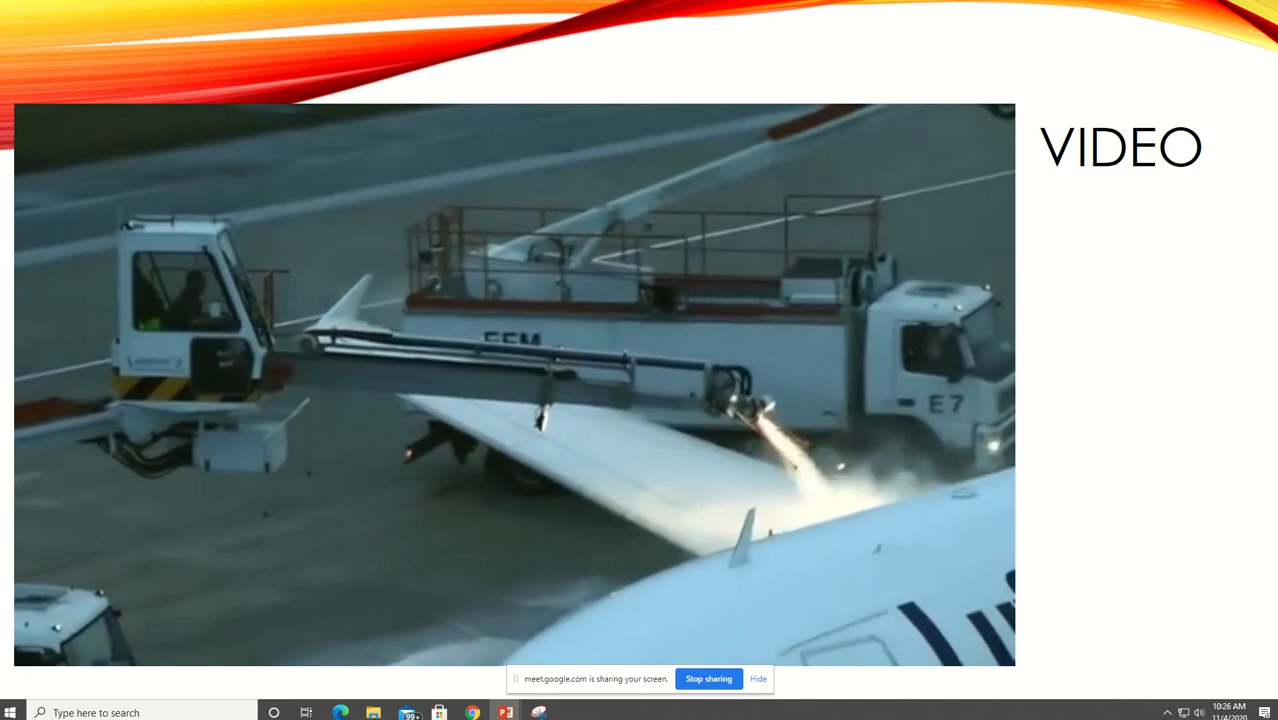 VIDEO
EFM
E7
meet.google.com is sharing your screen.
Stop sharing
Hide
Type here to search
99+
10:26 AM
11/4/2020